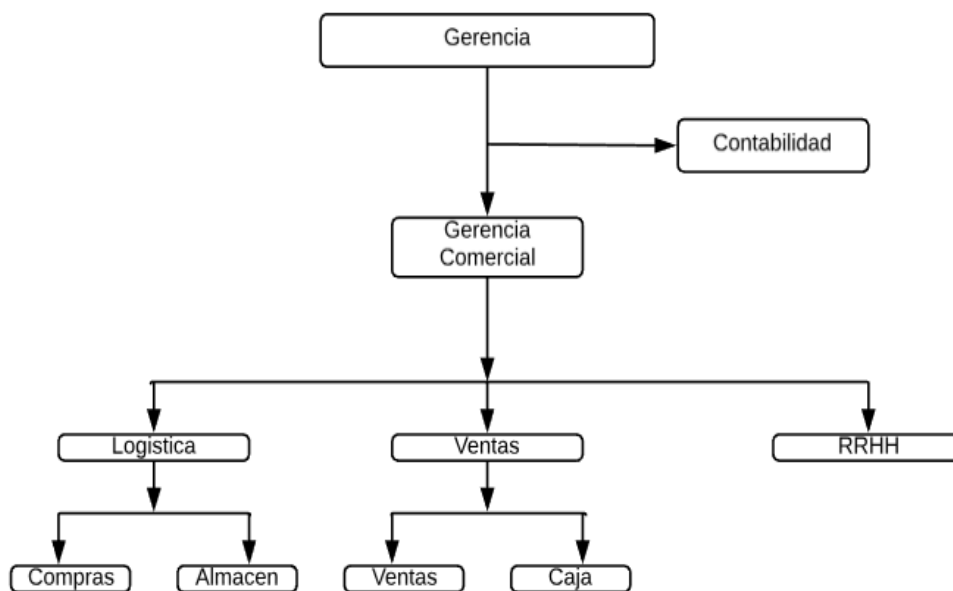 Gerencia
Contabilidad
Gerencia
Comercial
Logistica
Ventas
RRHH
Compras
Almacen
Ventas
Caja